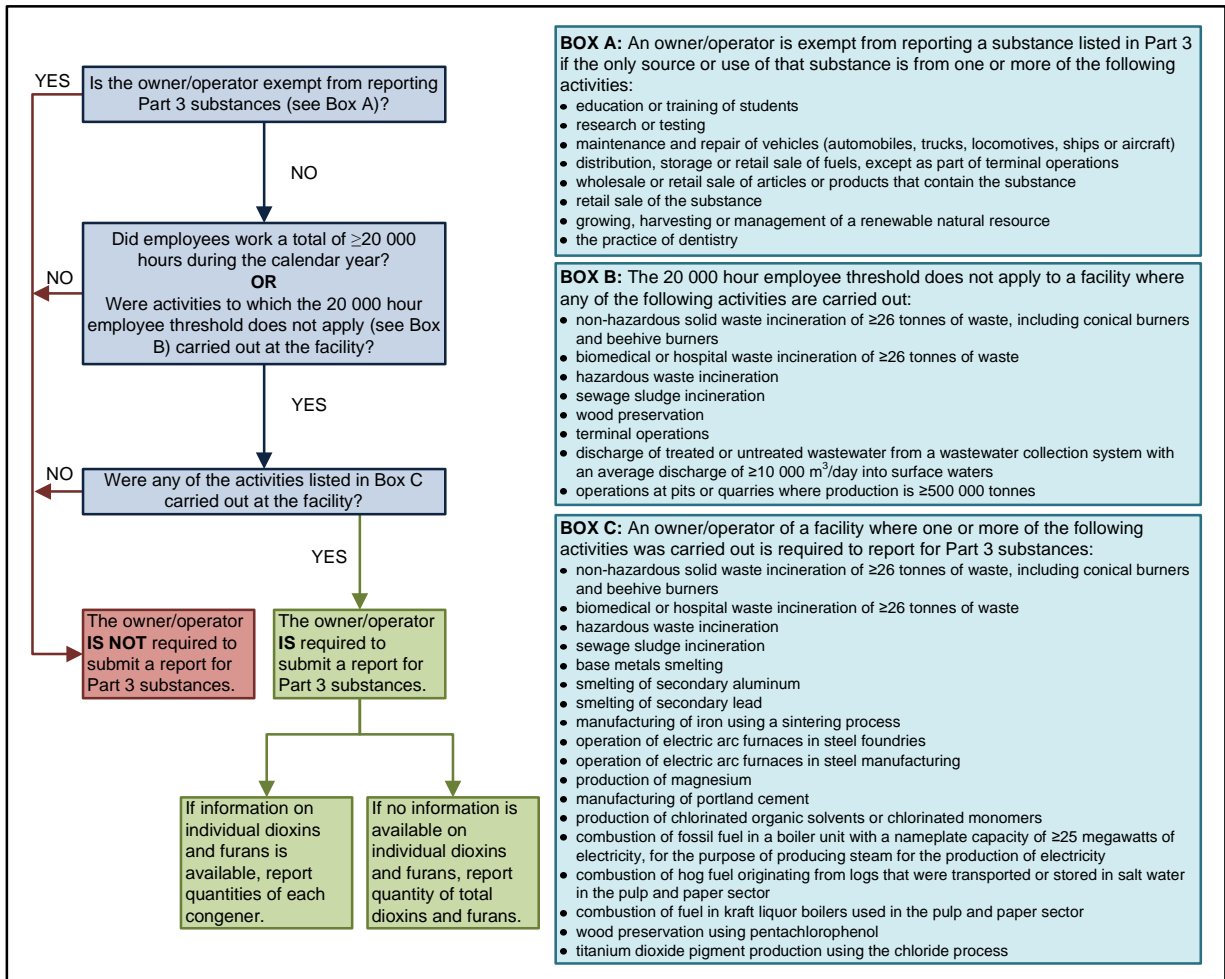 YES
Is the owner/operator exempt from reporting
Part 3 substances (see Box A)?
NO
Did employees work a total of ≥20 000
hours during the calendar year?
OR
Were activities to which the 20 000 hour
employee threshold does not apply (see Box
B) carried out at the facility?
NO
YES
NO
Were any of the activities listed in Box C
carried out at the facility?
YES
The owner/operator
IS NOT required to
submit a report for
Part 3 substances.
The owner/operator
IS required to
submit a report for
Part 3 substances.
If information on
individual dioxins
and furans is
available, report
quantities of each
congener.
If no information is
available on
individual dioxins
and furans, report
quantity of total
dioxins and furans.
BOX A: An owner/operator is exempt from reporting a substance listed in Part 3
if the only source or use of that substance is from one or more of the following
activities:
• education or training of students
• research or testing
• maintenance and repair of vehicles (automobiles, trucks, locomotives, ships or aircraft)
• distribution, storage or retail sale of fuels, except as part of terminal operations
• wholesale or retail sale of articles or products that contain the substance
• retail sale of the substance
• growing, harvesting or management of a renewable natural resource
• the practice of dentistry
BOX B: The 20 000 hour employee threshold does not apply to a facility where
any of the following activities are carried out:
• non-hazardous solid waste incineration of ≥26 tonnes of waste, including conical burners
and beehive burners
• biomedical or hospital waste incineration of ≥26 tonnes of waste
• hazardous waste incineration
• sewage sludge incineration
• wood preservation
• terminal operations
• discharge of treated or untreated wastewater from a wastewater collection system with
an average discharge of ≥10 000 m³/day into surface waters
• operations at pits or quarries where production is ≥500 000 tonnes
BOX C: An owner/operator of a facility where one or more of the following
activities was carried out is required to report for Part 3 substances:
• non-hazardous solid waste incineration of ≥26 tonnes of waste, including conical burners
and beehive burners
• biomedical or hospital waste incineration of ≥26 tonnes of waste
• hazardous waste incineration
• sewage sludge incineration
• base metals smelting
• smelting of secondary aluminum
• smelting of secondary lead
• manufacturing of iron using a sintering process
• operation of electric arc furnaces in steel foundries
• operation of electric arc furnaces in steel manufacturing
• production of magnesium
• manufacturing of portland cement
• production of chlorinated organic solvents or chlorinated monomers
• combustion of fossil fuel in a boiler unit with a nameplate capacity of ≥25 megawatts of
electricity, for the purpose of producing steam for the production of electricity
• combustion of hog fuel originating from logs that were transported or stored in salt water
in the pulp and paper sector
• combustion of fuel in kraft liquor boilers used in the pulp and paper sector
• wood preservation using pentachlorophenol
• titanium dioxide pigment production using the chloride process